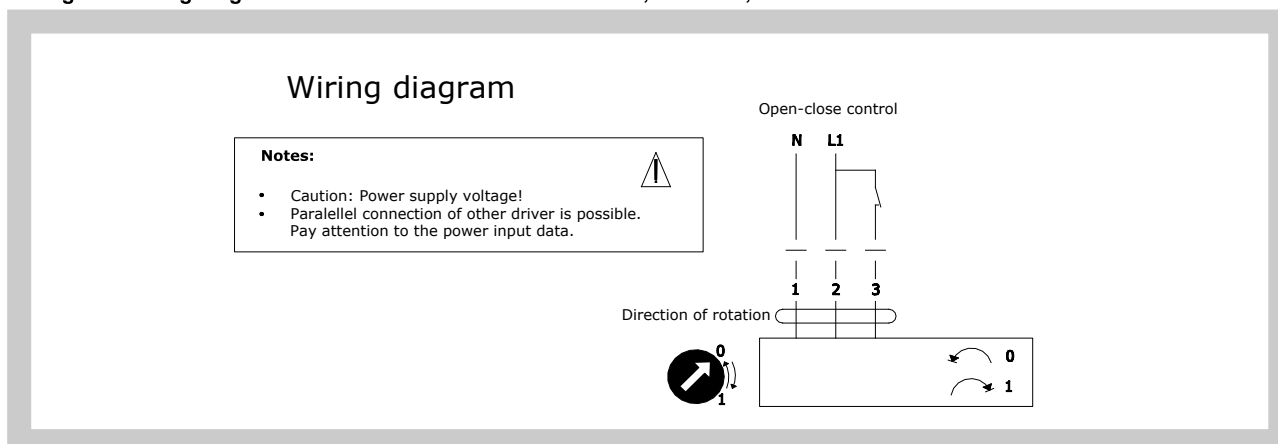 Wiring diagram
Notes:
• Caution: Power supply voltage!
• Paralellel connection of other driver is possible.
Pay attention to the power input data.
Open-close control
N L1
1 2 3
Direction of rotation
0
1
0
1